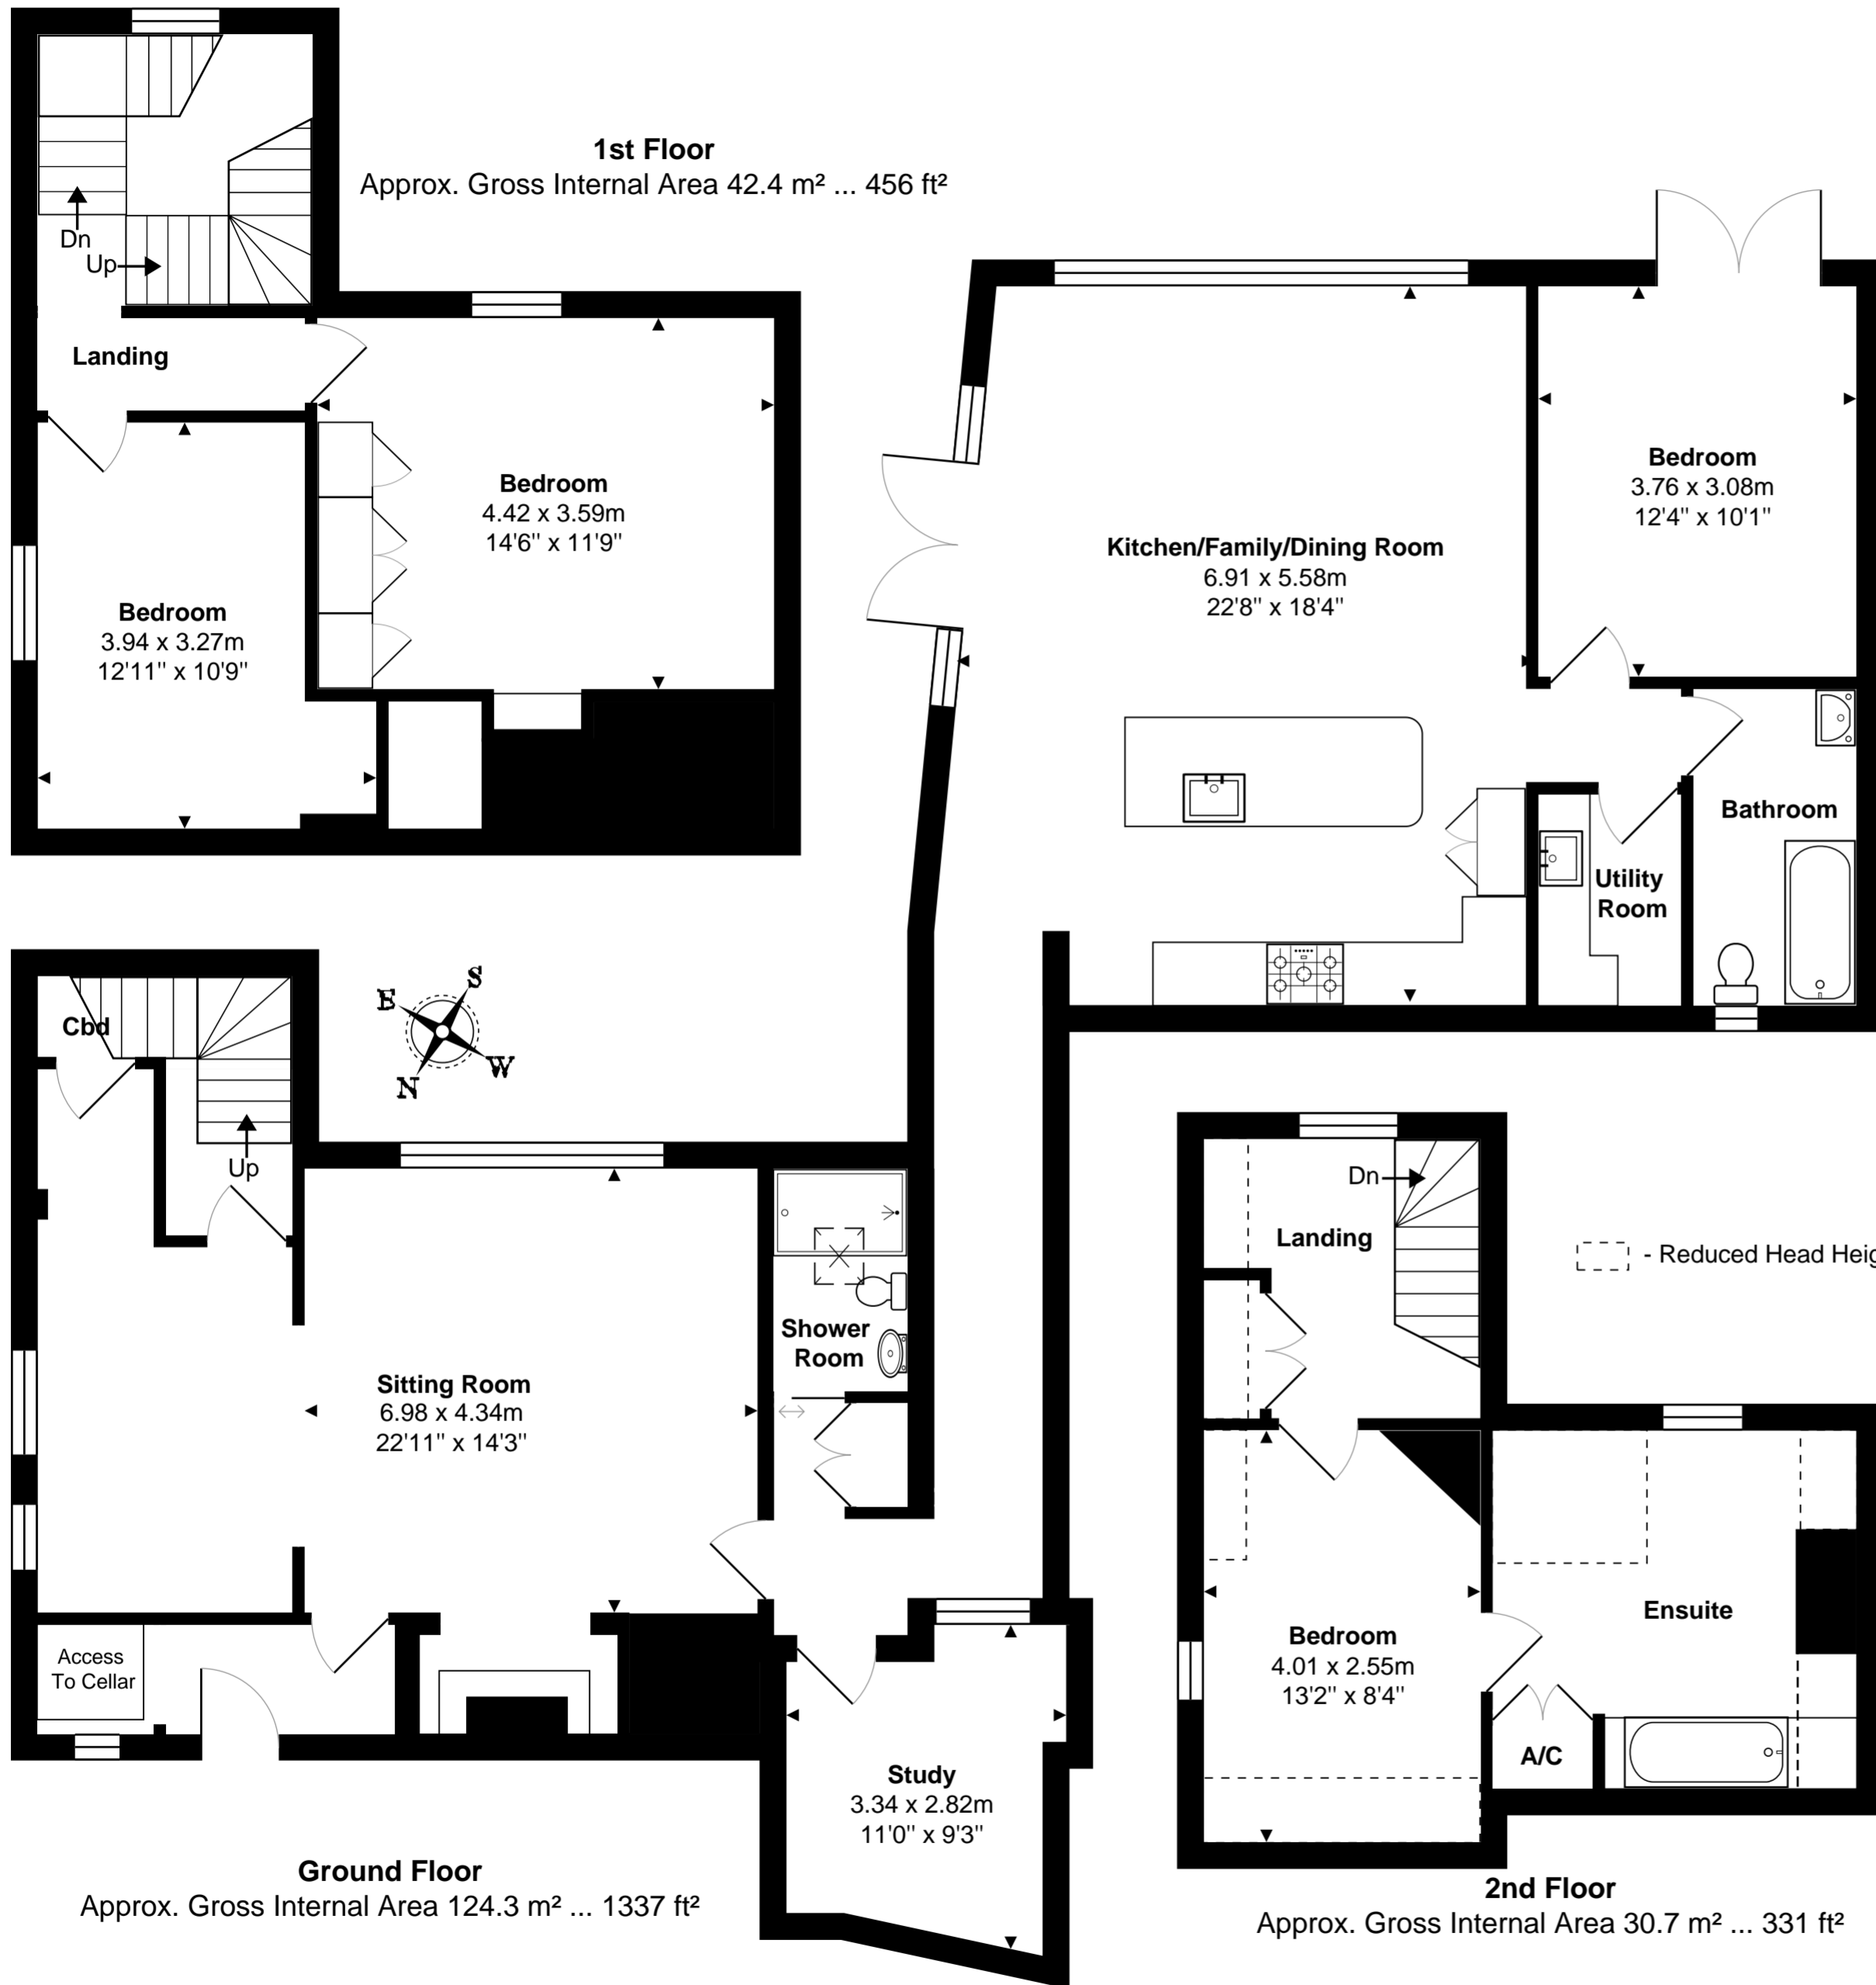 1st Floor
Approx. Gross Internal Area 42.4 m² ... 456 ft²
Dn
Up
Landing
Bedroom
4.42 x 3.59m
14'6" x 11'9"
Bedroom
3.94 x 3.27m
12'11" x 10'9"
Kitchen/Family/Dining Room
6.91 x 5.58m
22'8" x 18'4"
Bedroom
3.76 x 3.08m
12'4" x 10'1"
Bathroom
Utility
Room
Cbd
Up
E
S
N
W
Sitting Room
6.98 x 4.34m
22'11" x 14'3"
Shower
Room
Access
To Cellar
Study
3.34 x 2.82m
11'0" x 9'3"
Ground Floor
Approx. Gross Internal Area 124.3 m² ... 1337 ft²
Dn
Landing
- Reduced Head Heig
Bedroom
4.01 x 2.55m
13'2" x 8'4"
Ensuite
A/C
2nd Floor
Approx. Gross Internal Area 30.7 m² ... 331 ft²